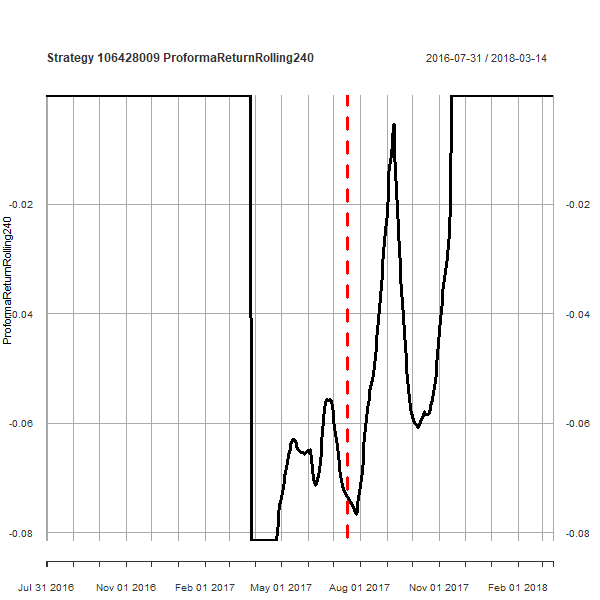 Strategy 106428009 ProformaReturnRolling240
2016-07-31 / 2018-03-14
ProformaReturnRolling240
-0.02 -0.02
-0.04 -0.04
-0.06 -0.06
-0.08 -0.08
Jul 31 2016 Nov 01 2016 Feb 01 2017 May 01 2017 Aug 01 2017 Nov 01 2017 Feb 01 2018